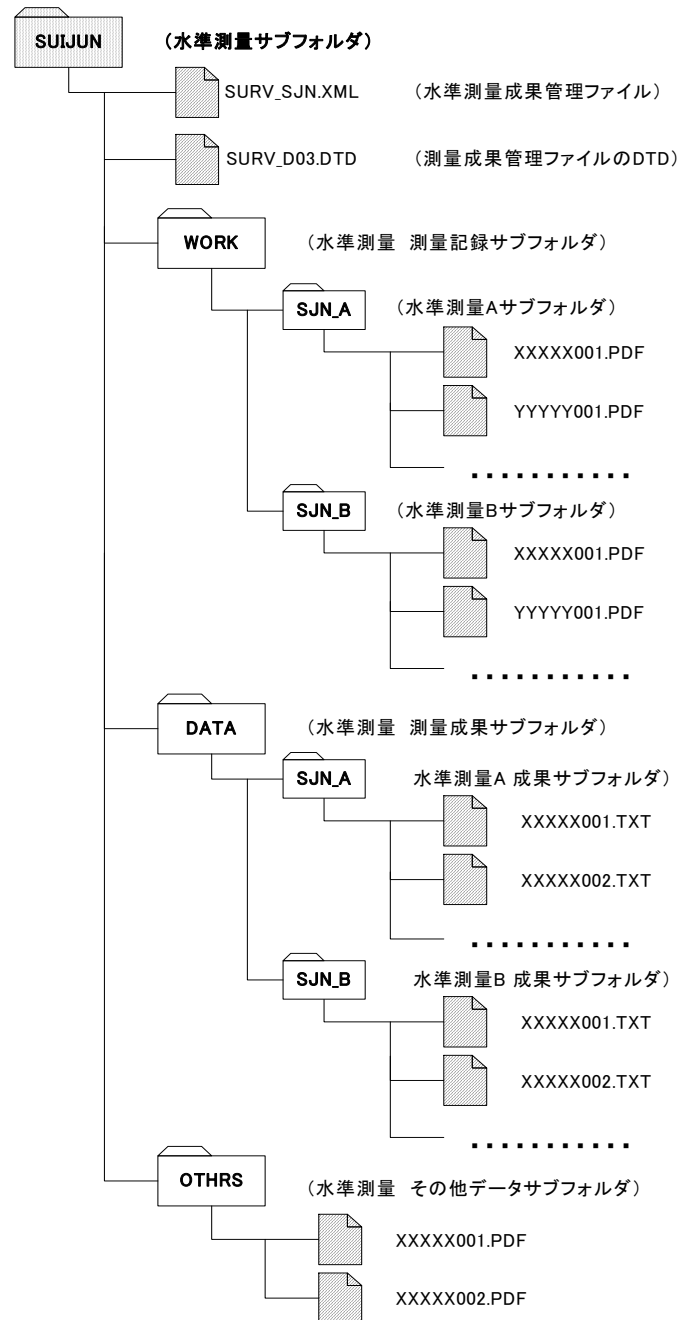 SUIJUN (水準測量サブフォルダ)
SURV_SJN.XML (水準測量成果管理ファイル)
SURV_D03.DTD (測量成果管理ファイルのDTD)
WORK (水準測量 測量記録サブフォルダ)
SJN_A (水準測量Aサブフォルダ)
XXXXX001.PDF
YYYYY001.PDF
...........
SJN_B (水準測量Bサブフォルダ)
XXXXX001.PDF
YYYYY001.PDF
...........
DATA (水準測量 測量成果サブフォルダ)
SJN_A 水準測量A 成果サブフォルダ)
XXXXX001.TXT
XXXXX002.TXT
...........
SJN_B 水準測量B 成果サブフォルダ)
XXXXX001.TXT
XXXXX002.TXT
...........
OTHRS (水準測量 その他データサブフォルダ)
XXXXX001.PDF
XXXXX002.PDF